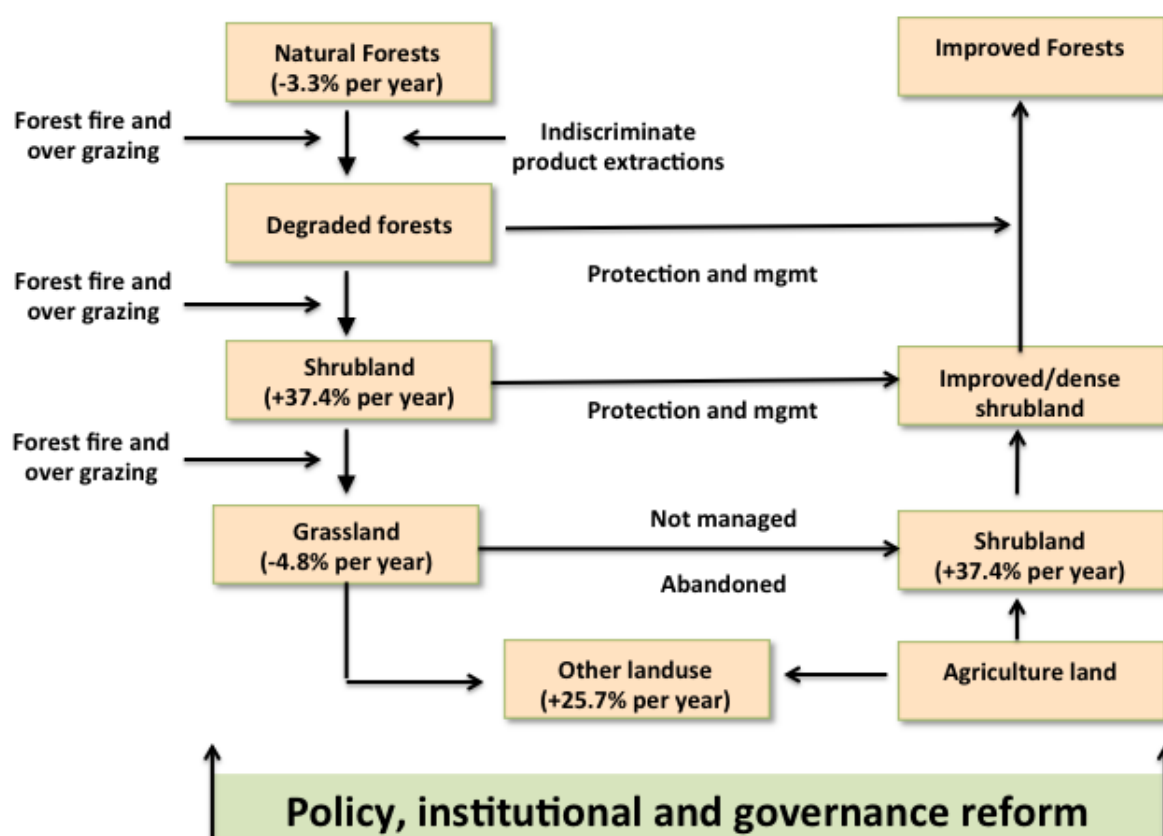 Natural Forests
(-3.3% per year)
Improved Forests
Forest fire and
over grazing
Indiscriminate
product extractions
Degraded forests
Protection and mgmt
Forest fire and
over grazing
Shrubland
(+37.4% per year)
Improved/dense
shrubland
Protection and mgmt
Forest fire and
over grazing
Grassland
(-4.8% per year)
Not managed
Abandoned
Shrubland
(+37.4% per year)
Other landuse
(+25.7% per year)
Agriculture land
Policy, institutional and governance reform